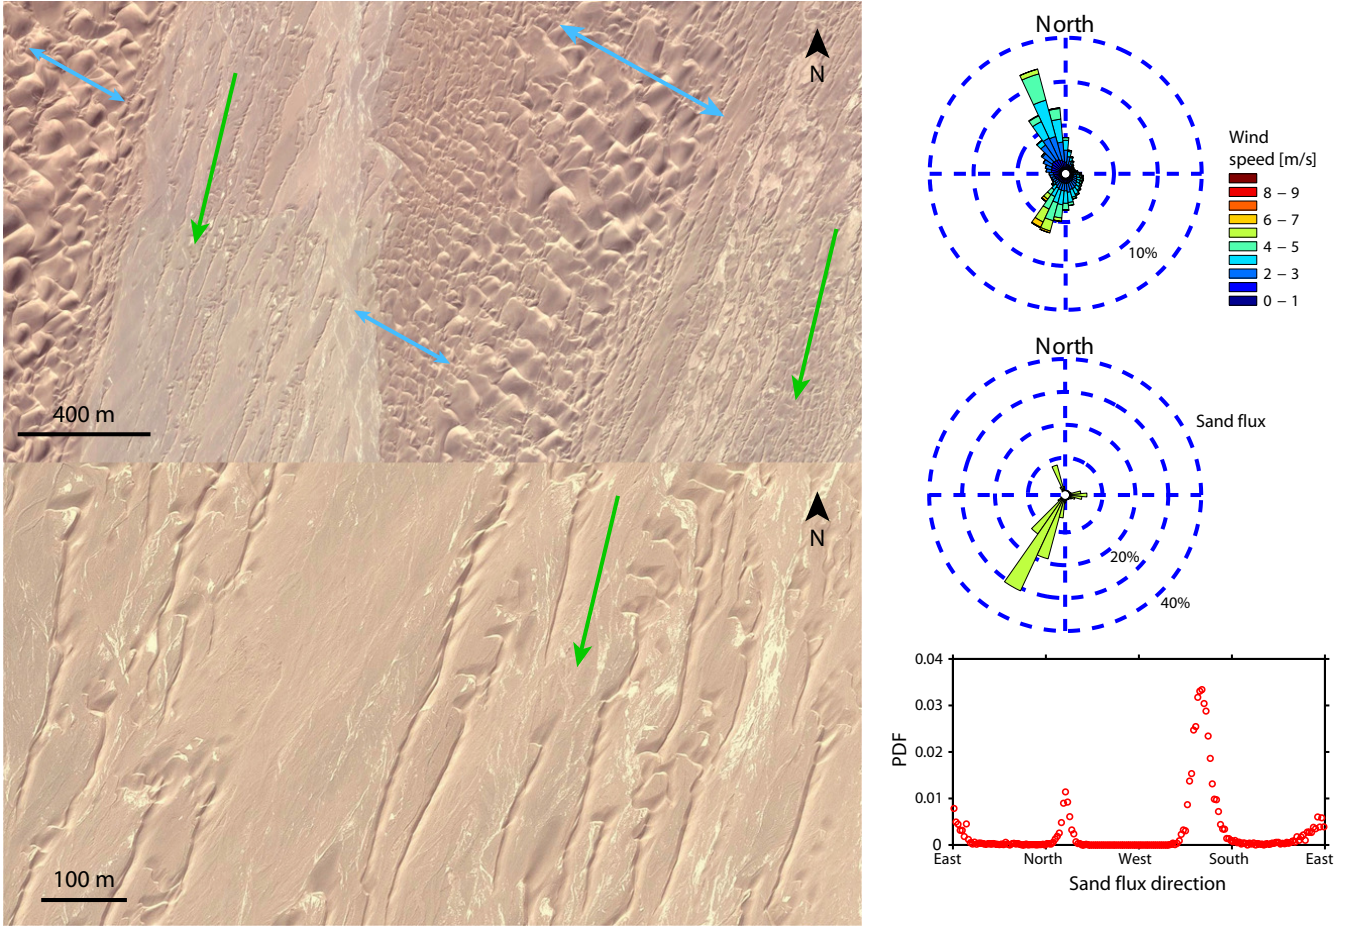 N
400 m
N
100 m
North
10%
Wind
speed [m/s]
8 – 9
6 – 7
4 – 5
2 – 3
0 – 1
North
Sand flux
20%
40%
0.04
0.03
0.02
0.01
0
PDF
East North West South East
Sand flux direction